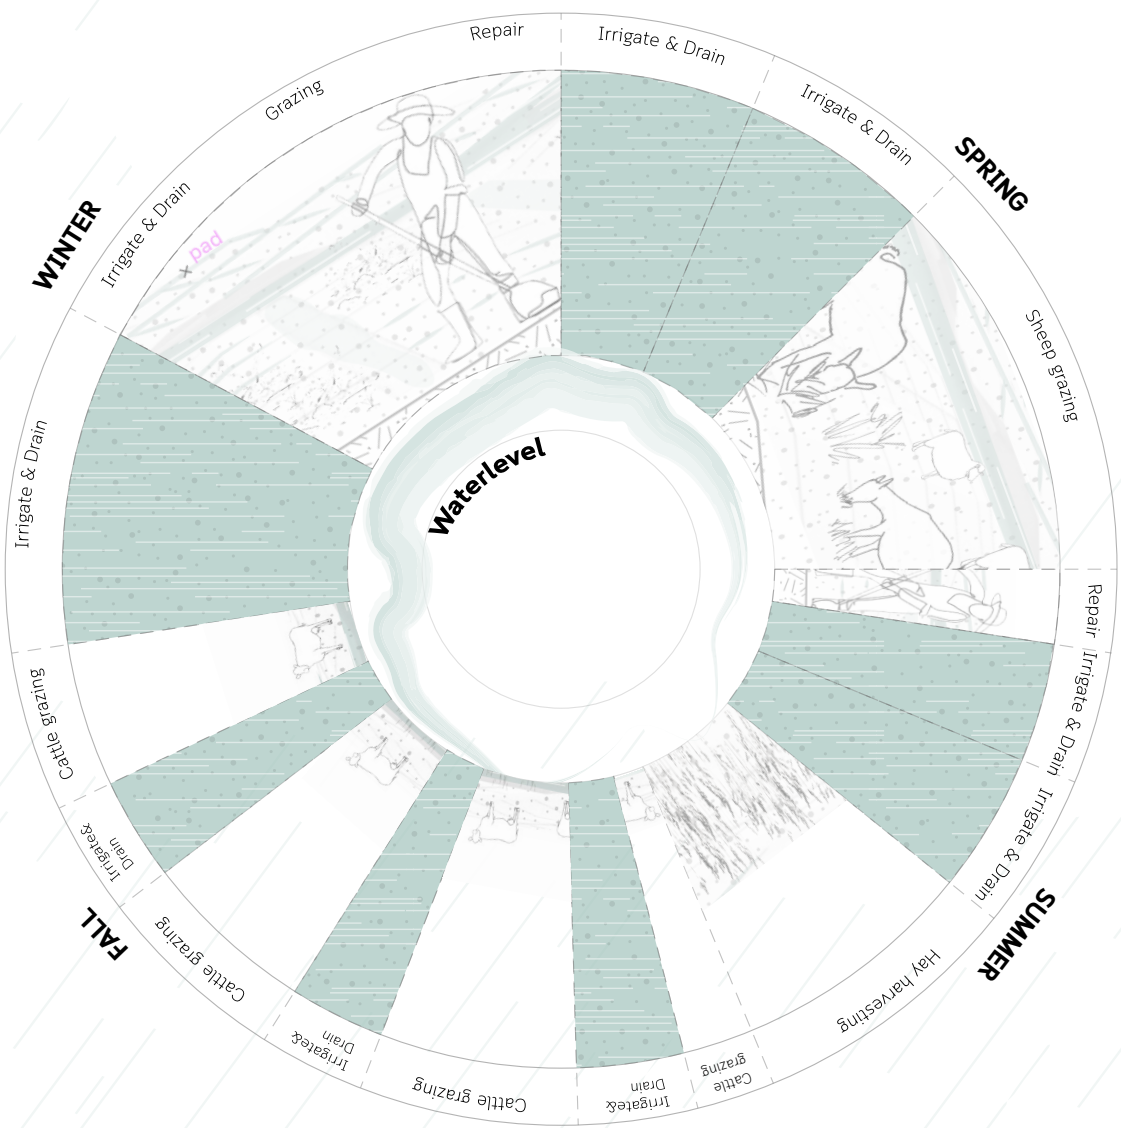 Irrigate & Drain
Irrigate & Drain
SPRING
Sheep grazing
Repair
Irrigate & Drain
Irrigate & Drain
SUMMER
Hay harvesting
Cattle
grazing
Irrigate&
Drain
Cattle grazing
Irrigate&
Drain
Cattle grazing
FALL
Irrigate&
Drain
Cattle grazing
Irrigate & Drain
WINTER
Irrigate & Drain
Grazing
Repair
pad
Waterlevel